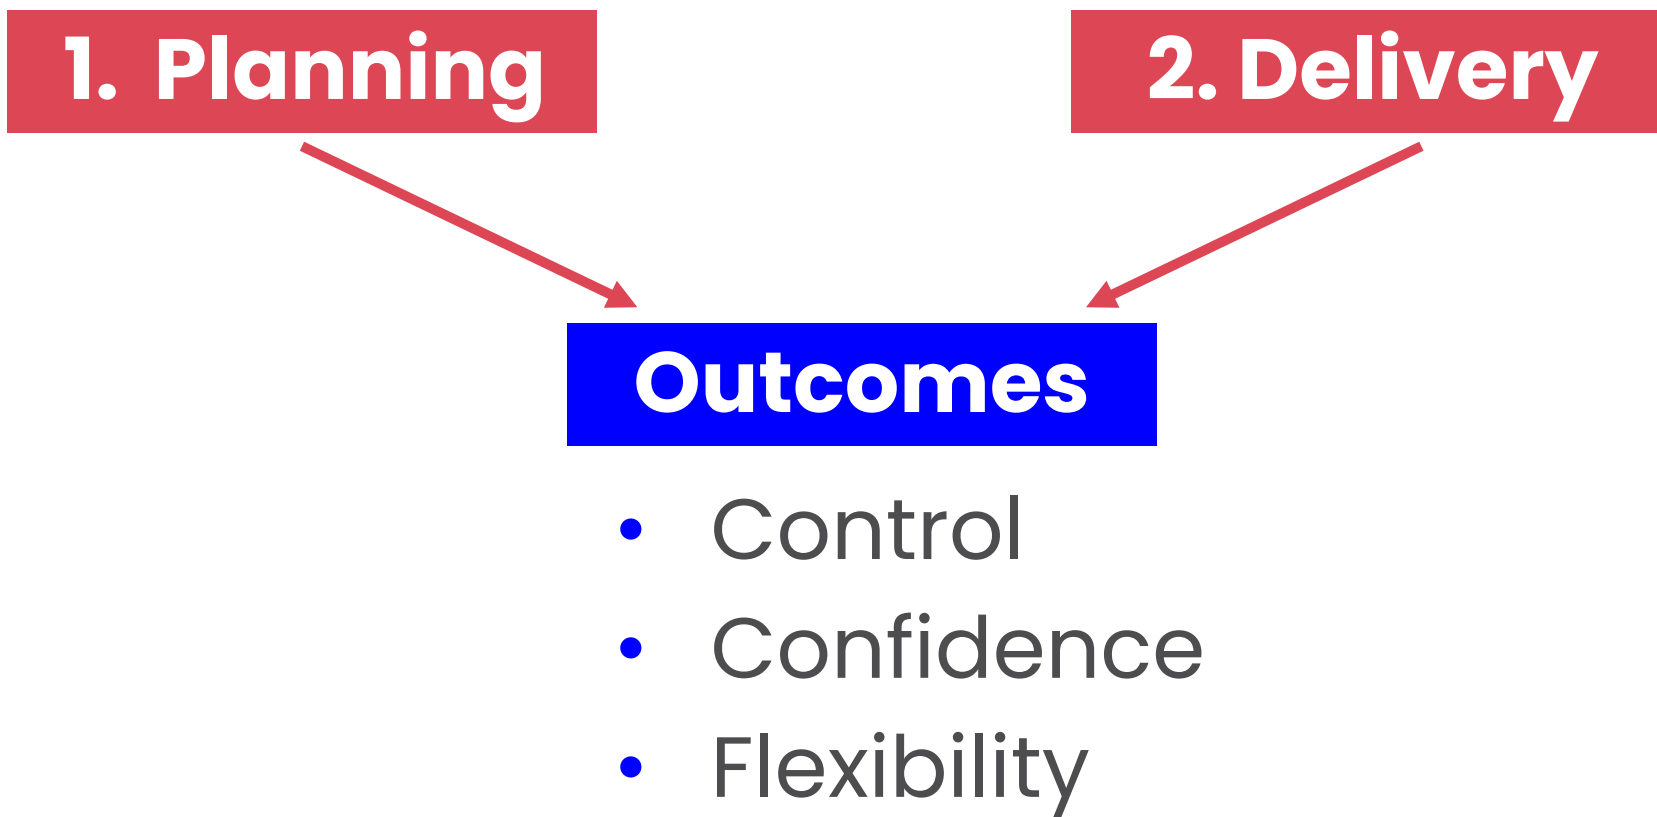 1. Planning
2. Delivery
Outcomes
• Control
• Confidence
• Flexibility